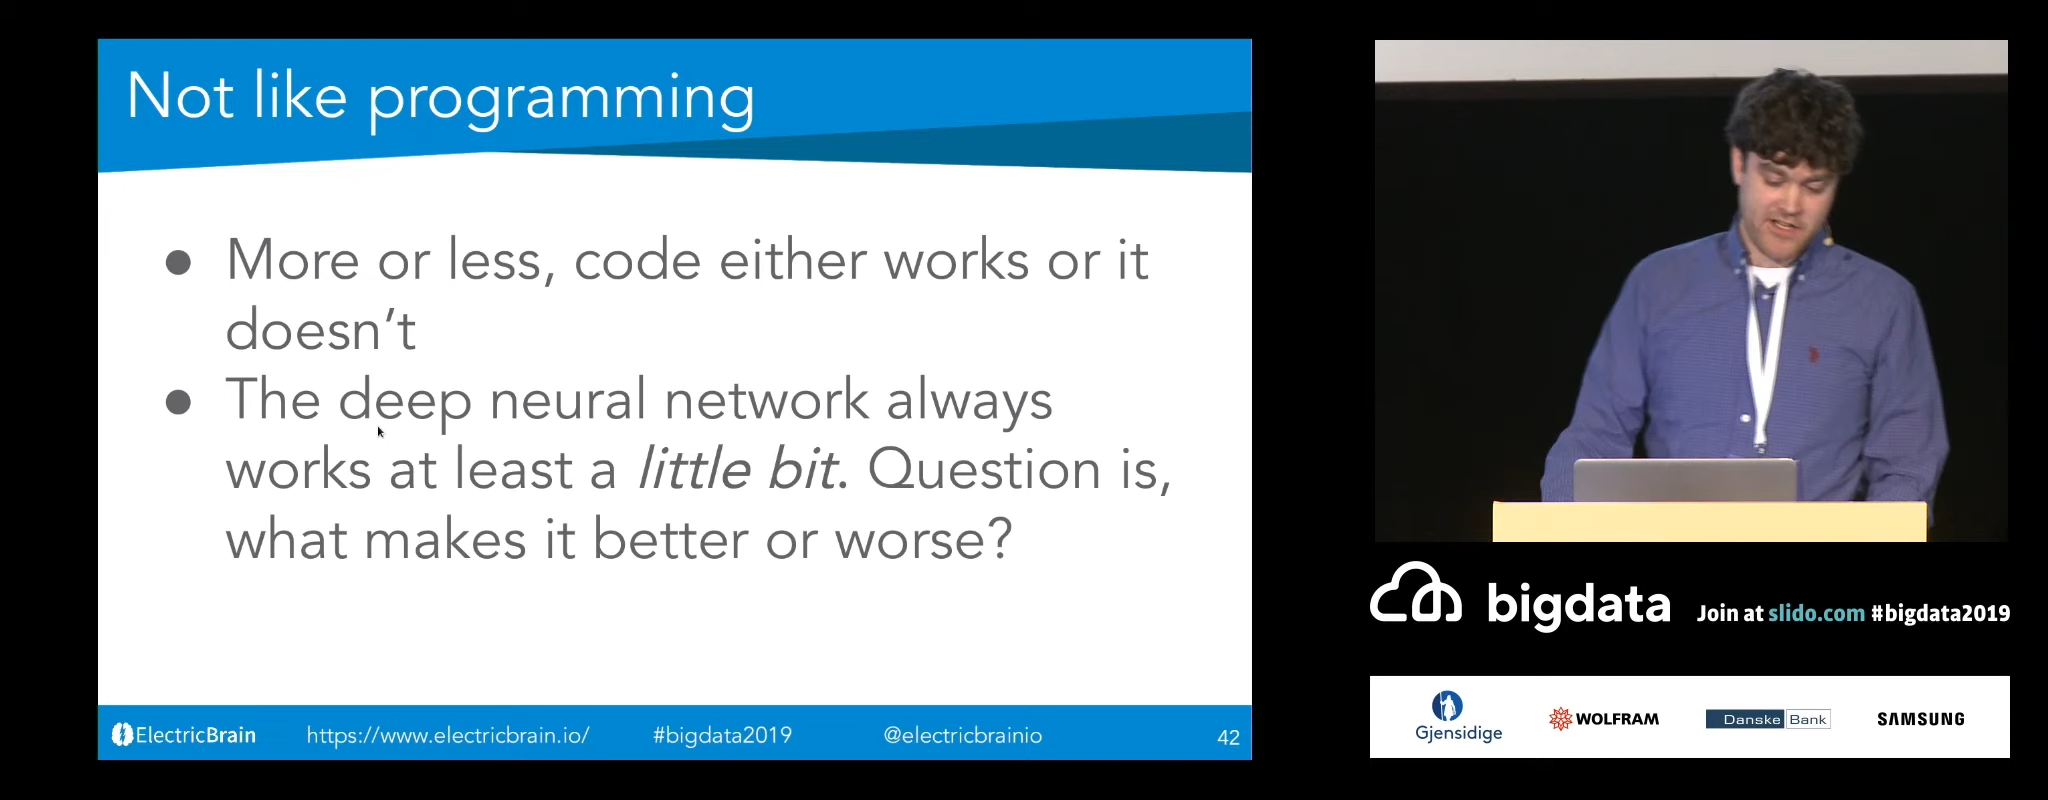 Not like programming
● More or less, code either works or it
doesn't
● The deep neural network always
works at least a little bit. Question is,
what makes it better or worse?
ElectricBrain https://www.electricbrain.io/ #bigdata2019 @electricbrainio 42
bigdata Join at slido.com #bigdata2019
Gjensidige WOLFRAM Danske Bank SAMSUNG